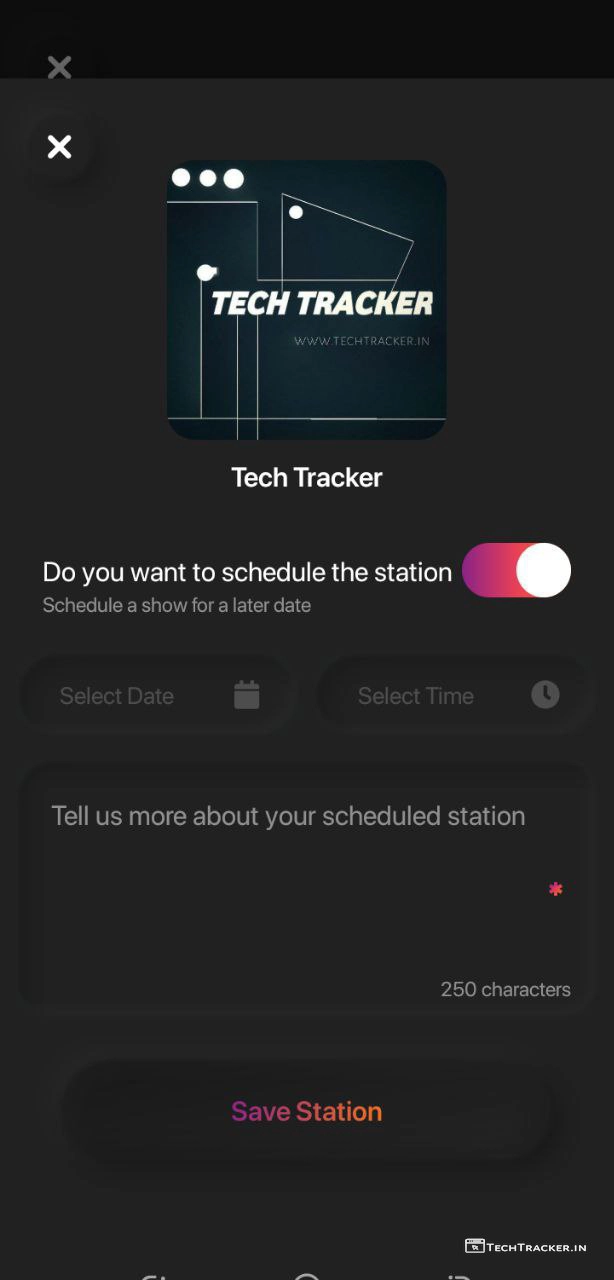 TECH TRACKER
WWW.TECHTRACKER.IN
Tech Tracker
Do you want to schedule the station
Schedule a show for a later date
Select Date
Select Time
Tell us more about your scheduled station
*
250 characters
Save Station
TECHTRACKER.IN